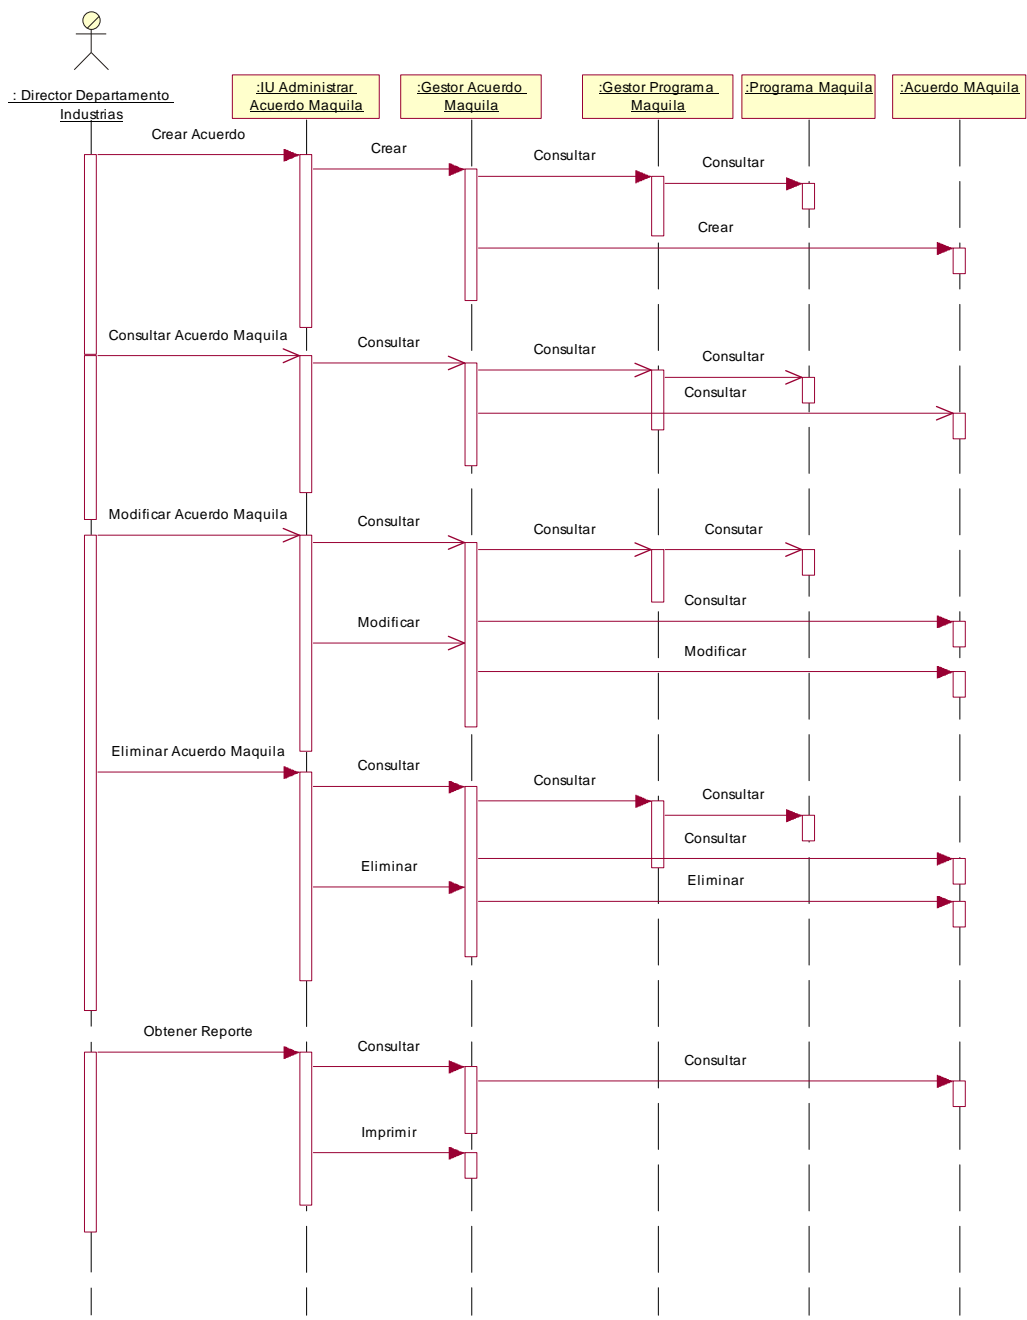 : Director Departamento
Industrias
:IU Administrar
Acuerdo Maquila
:Gestor Acuerdo
Maquila
:Gestor Programa
Maquila
:Programa Maquila
:Acuerdo MAquila
Crear Acuerdo
Crear
Consultar
Consultar
Crear
Consultar Acuerdo Maquila
Consultar
Consultar
Consultar
Consultar
Modificar Acuerdo Maquila
Consultar
Consultar
Consutar
Consultar
Modificar
Modificar
Eliminar Acuerdo Maquila
Consultar
Consultar
Consultar
Consultar
Eliminar
Eliminar
Obtener Reporte
Consultar
Consultar
Imprimir